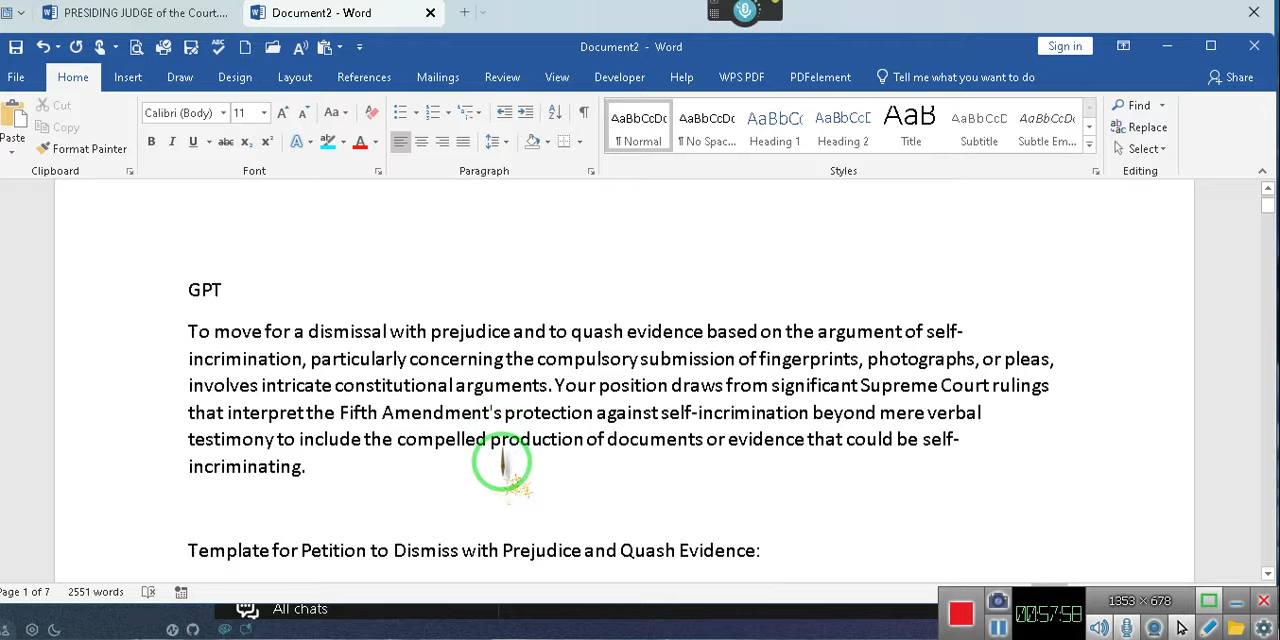 PRESIDING JUDGE of the Court....
Document2 - Word
Document2 - Word
Sign in
File Home Insert Draw Design Layout References Mailings Review View Developer Help WPS PDF PDFelement Tell me what you want to do Share
Paste
Cut
Copy
Format Painter
Calibri (Body) 11
AaBbCcDc AaBbCcDc AaBbC( AaBbCcD AaB AaBbCcD AaBbCcDc
¶ Normal ¶ No Spac... Heading 1 Heading 2 Title Subtitle Subtle Em...
Find
Replace
Select
Clipboard Font Paragraph Styles Editing
GPT
To move for a dismissal with prejudice and to quash evidence based on the argument of self-
incrimination, particularly concerning the compulsory submission of fingerprints, photographs, or pleas,
involves intricate constitutional arguments. Your position draws from significant Supreme Court rulings
that interpret the Fifth Amendment's protection against self-incrimination beyond mere verbal
testimony to include the compelled production of documents or evidence that could be self-
incriminating.
Template for Petition to Dismiss with Prejudice and Quash Evidence:
Page 1 of 7 2551 words
All chats
1353 × 678
00:57:58